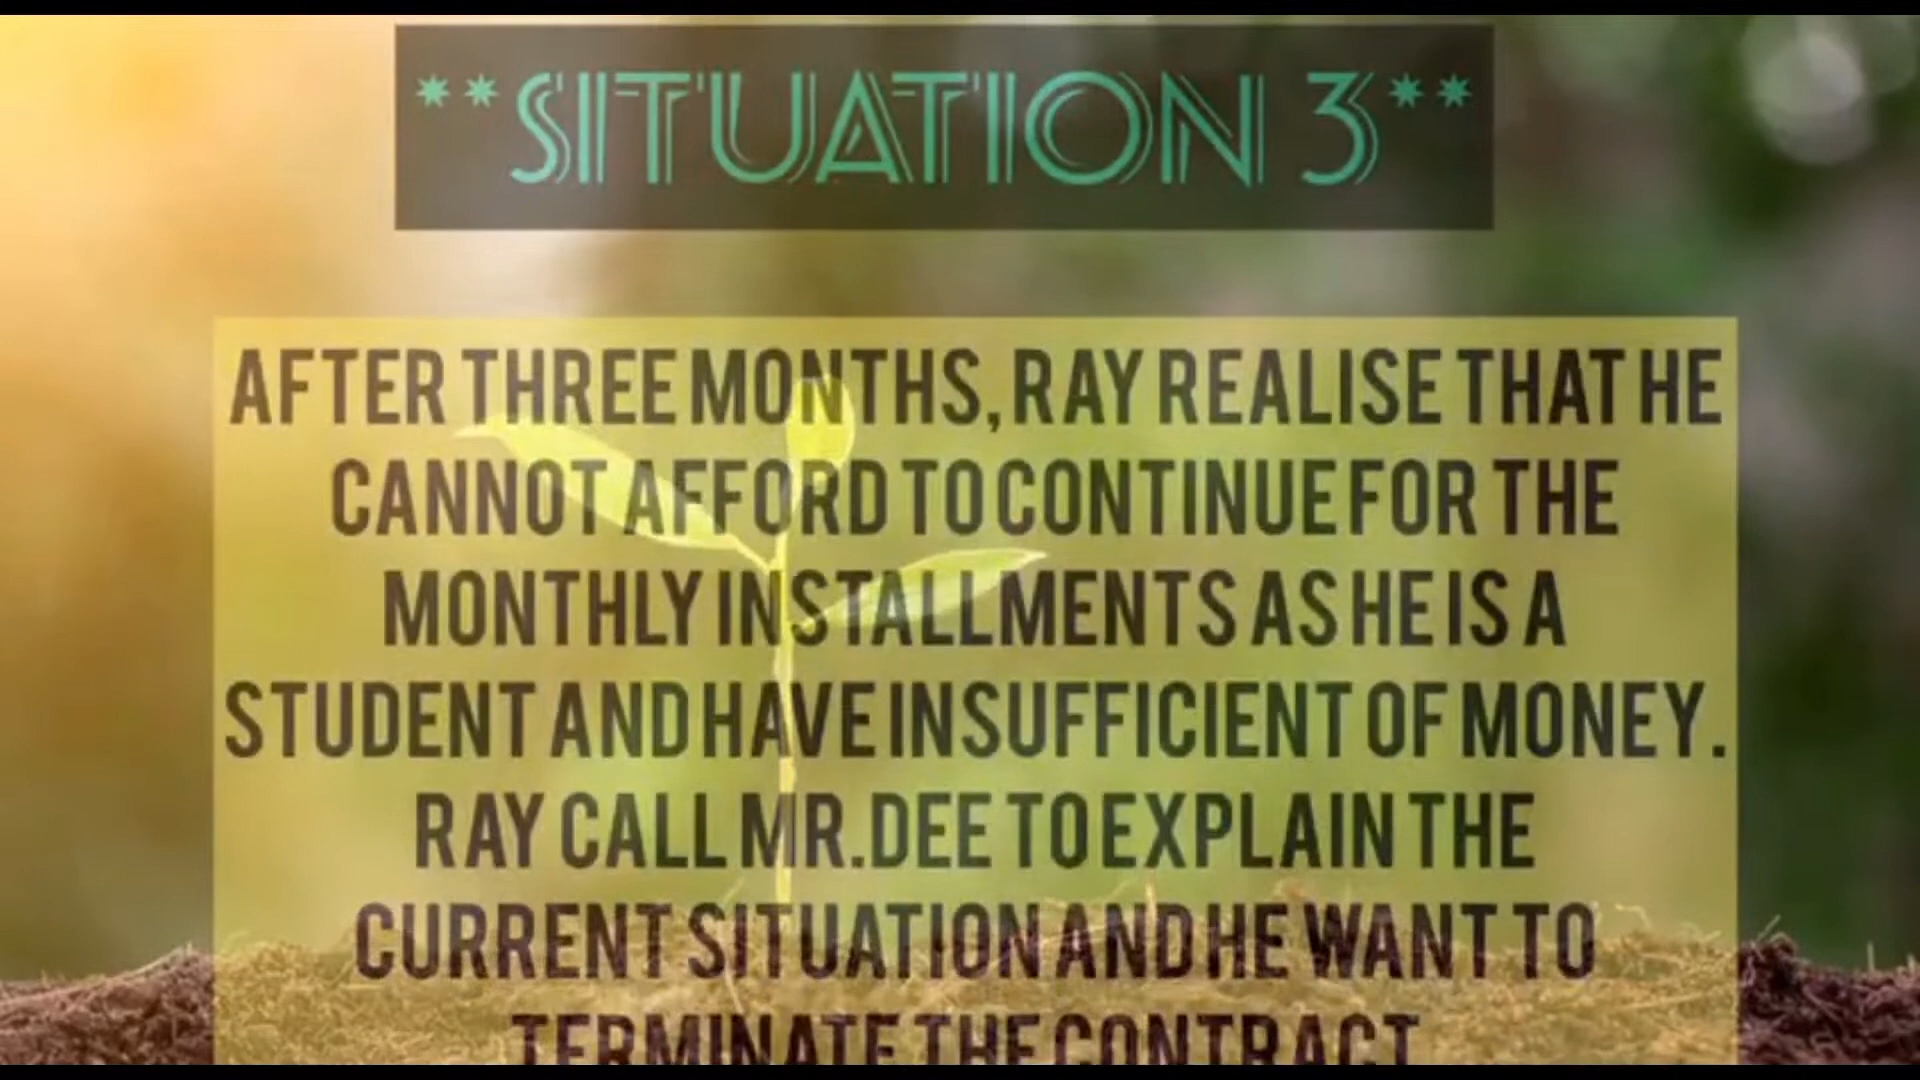 **SITUATION 3**
AFTER THREE MONTHS, RAY REALISE THAT HE
CANNOT AFFORD TO CONTINUE FOR THE
MONTHLY INSTALLMENTS AS HE IS A
STUDENT AND HAVE INSUFFICIENT OF MONEY.
RAY CALL MR.DEE TO EXPLAIN THE
CURRENT SITUATION AND HE WANT TO
TERMINATE THE CONTRACT